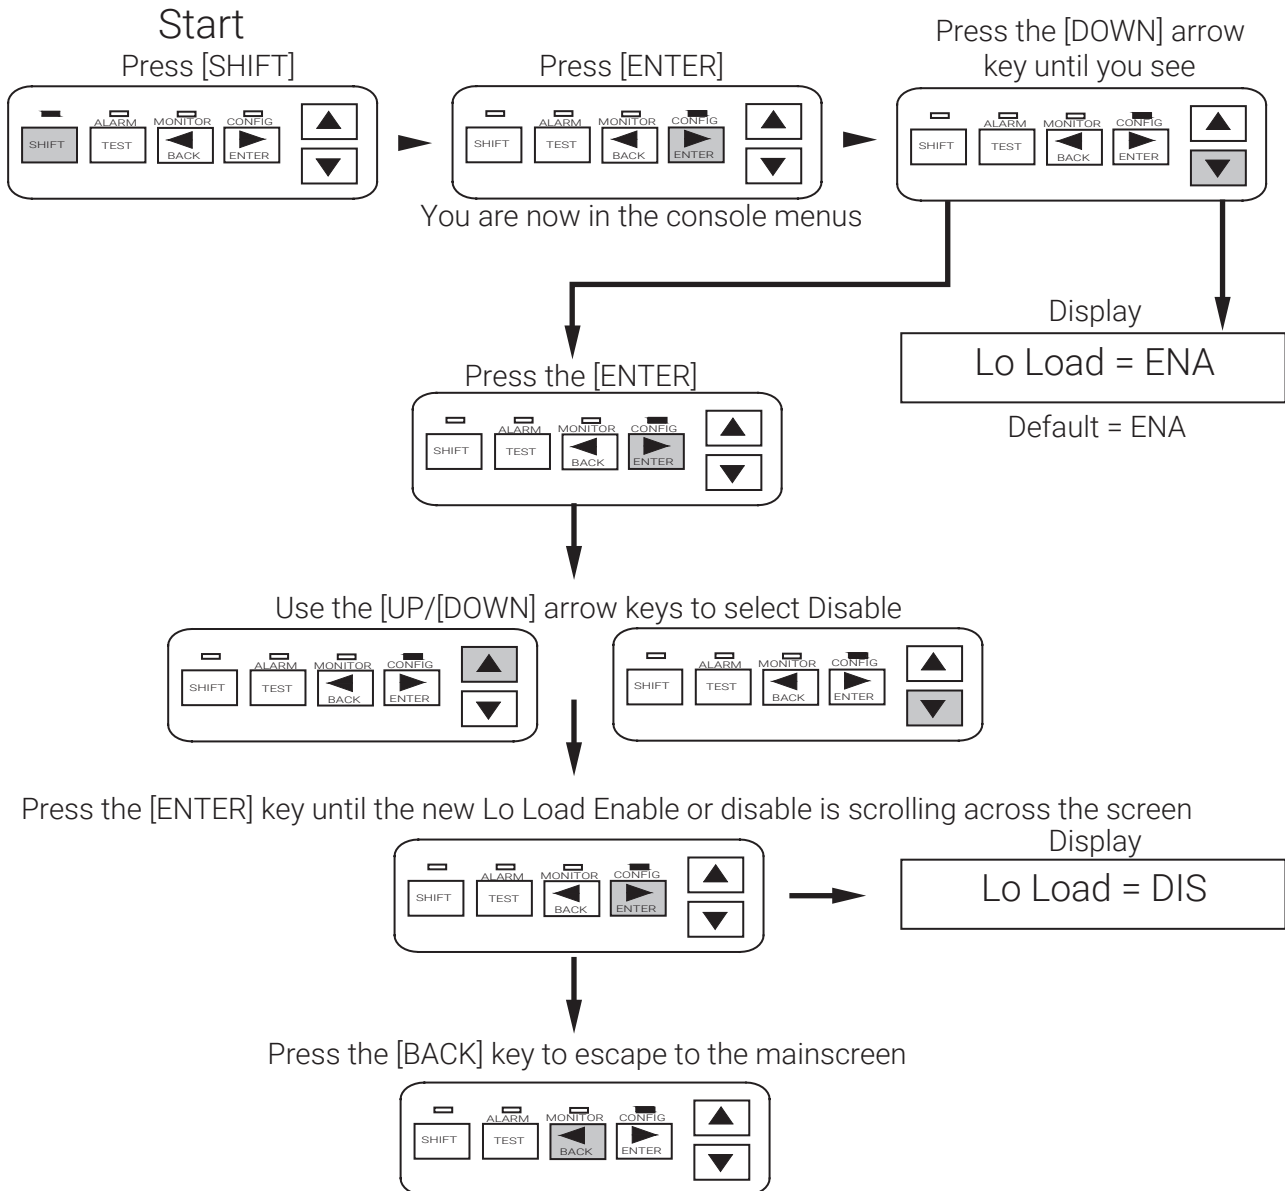 Start
Press [SHIFT]
ALARM MONITOR CONFIG
SHIFT TEST BACK ENTER
Press [ENTER]
ALARM MONITOR CONFIG
SHIFT TEST BACK ENTER
You are now in the console menus
Press the [DOWN] arrow
key until you see
ALARM MONITOR CONFIG
SHIFT TEST BACK ENTER
Display
Lo Load = ENA
Default = ENA
Press the [ENTER]
ALARM MONITOR CONFIG
SHIFT TEST BACK ENTER
Use the [UP/[DOWN] arrow keys to select Disable
ALARM MONITOR CONFIG
SHIFT TEST BACK ENTER
ALARM MONITOR CONFIG
SHIFT TEST BACK ENTER
Press the [ENTER] key until the new Lo Load Enable or disable is scrolling across the screen
ALARM MONITOR CONFIG
SHIFT TEST BACK ENTER
Display
Lo Load = DIS
Press the [BACK] key to escape to the mainscreen
ALARM MONITOR CONFIG
SHIFT TEST BACK ENTER